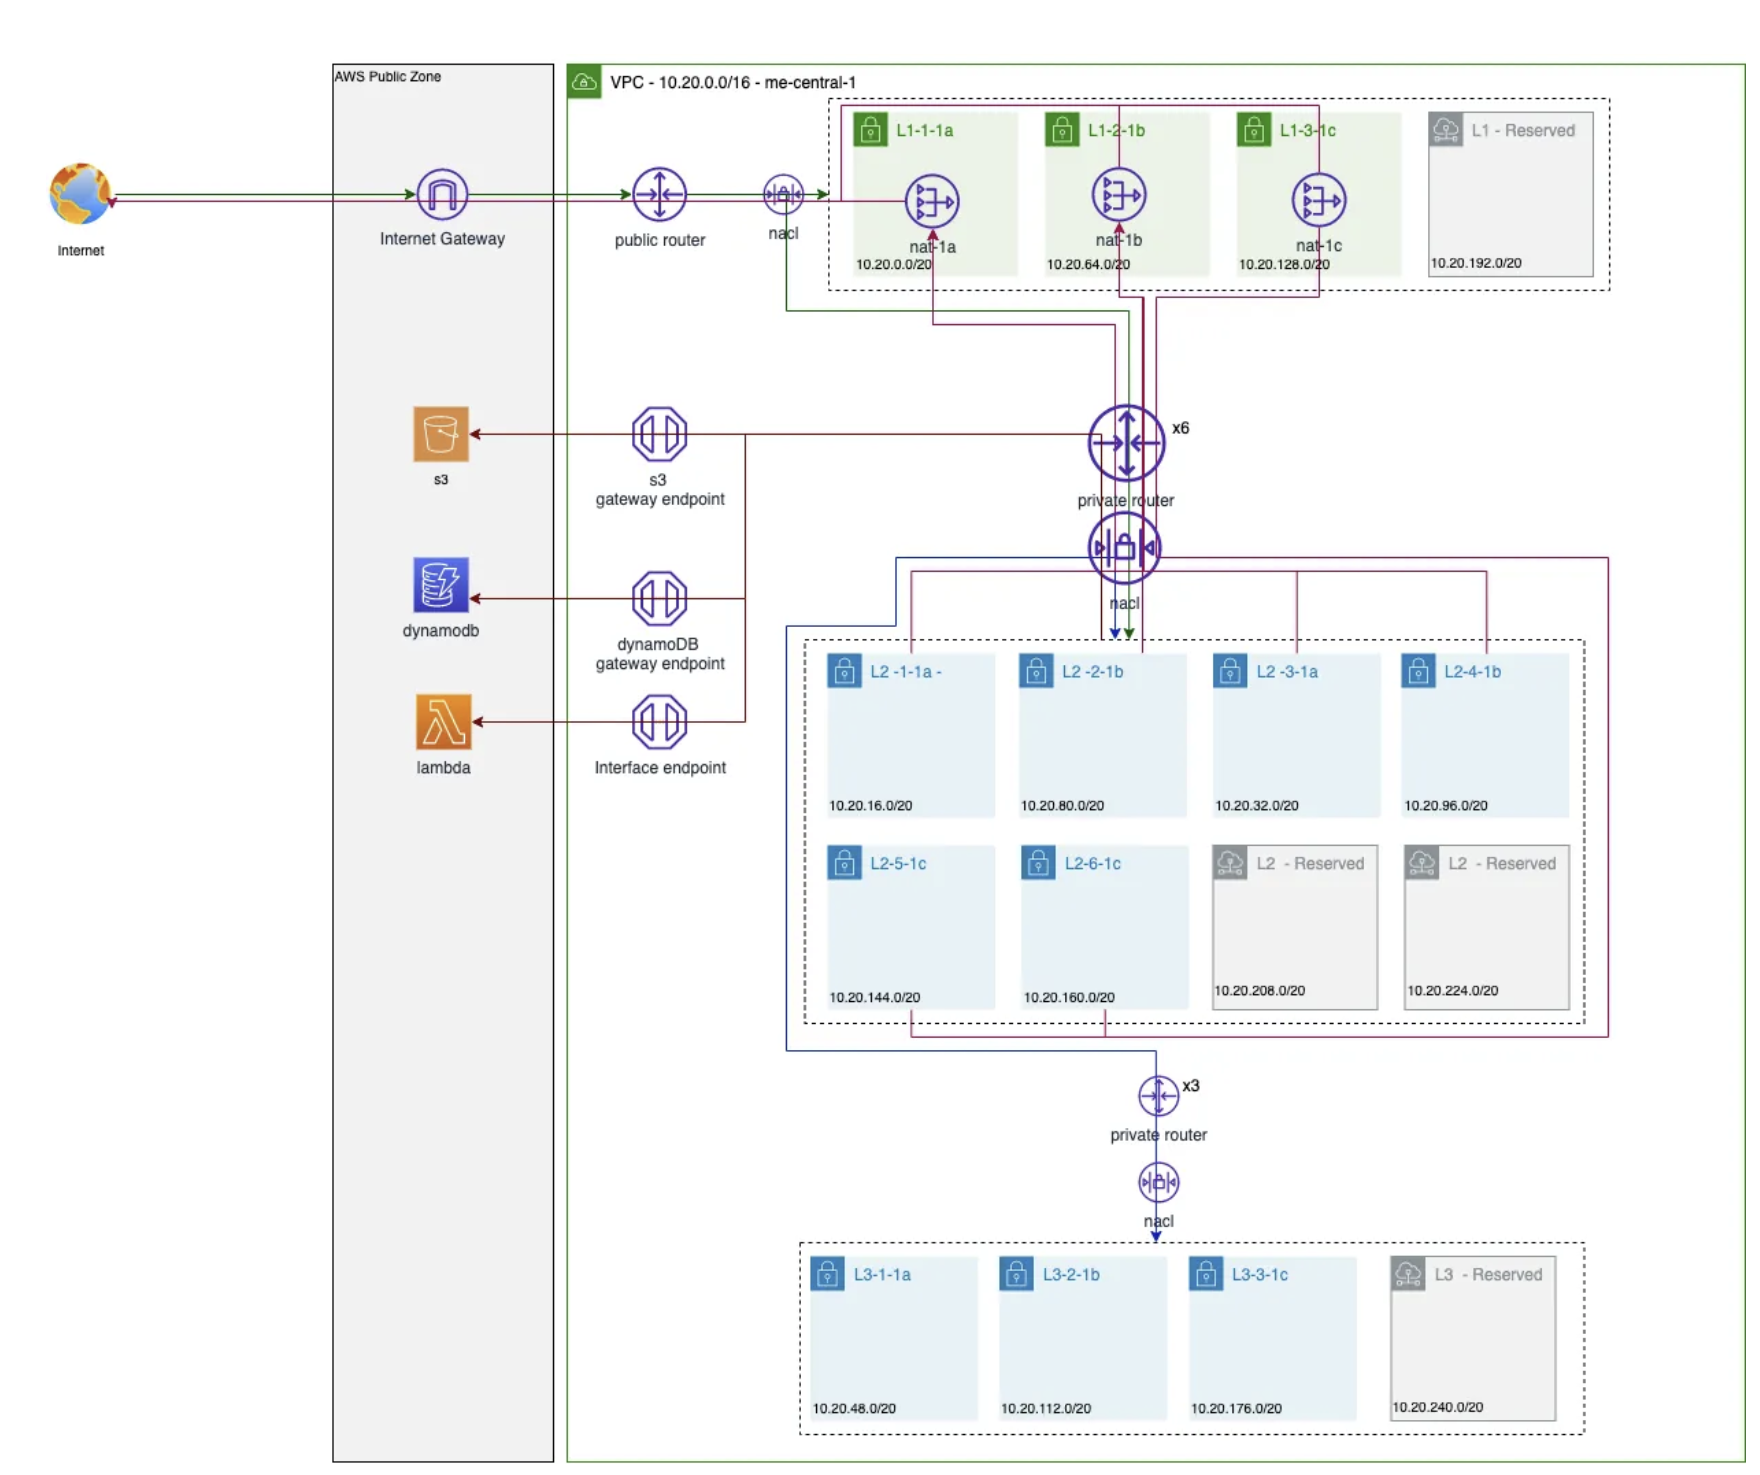 AWS Public Zone
VPC - 10.20.0.0/16 - me-central-1
L1-1-1a
L1-2-1b
L1-3-1c
L1 - Reserved
Internet
Internet Gateway
public router
nacl
nat-1a
nat-1b
nat-1c
10.20.0.0/20
10.20.64.0/20
10.20.128.0/20
10.20.192.0/20
x6
private router
s3
s3
gateway endpoint
nacl
dynamodb
dynamoDB
gateway endpoint
lambda
Interface endpoint
L2 -1-1a -
L2 -2-1b
L2 -3-1a
L2-4-1b
10.20.16.0/20
10.20.80.0/20
10.20.32.0/20
10.20.96.0/20
L2-5-1c
L2-6-1c
L2 - Reserved
L2 - Reserved
10.20.144.0/20
10.20.160.0/20
10.20.208.0/20
10.20.224.0/20
x3
private router
nacl
L3-1-1a
L3-2-1b
L3-3-1c
L3 - Reserved
10.20.48.0/20
10.20.112.0/20
10.20.176.0/20
10.20.240.0/20